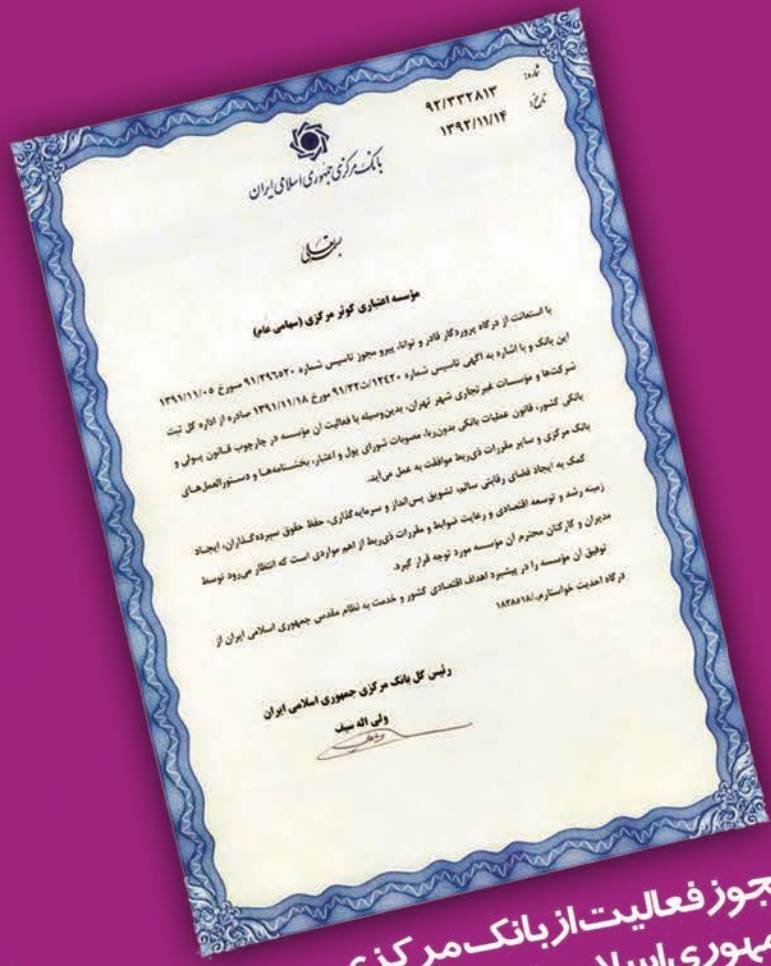 شماره: ۹۲/۳۳۲۸۱۳
تاریخ: ۱۳۹۲/۱۱/۱۴
بانک مرکزی جمهوری اسلامی ایران
بسمه تعالی
مؤسسه اعتباری کوثر مرکزی (سهامی عام)
با استعانت از درگاه پروردگار قادر و توانا، پیرو مجوز تاسیس شماره ۹۱/۲۹۶۵۲۰ مورخ ۱۳۹۱/۱۱/۰۵
این بانک و با اشاره به آگهی تاسیس شماره ۱۲۴۲۰/ت۹۱/۳۲ مورخ ۱۳۹۱/۱۱/۱۸ صادره از اداره کل ثبت
شرکت‌ها و مؤسسات غیرتجاری شهر تهران، بدین‌وسیله با فعالیت آن مؤسسه در چارچوب قانون پولی و
بانکی کشور، قانون عملیات بانکی بدون‌ربا، مصوبات شورای پول و اعتبار، بخشنامه‌ها و دستورالعمل‌های
بانک مرکزی و سایر مقررات ذی‌ربط موافقت به عمل می‌آید.
کمک به ایجاد فضای رقابتی سالم، تشویق پس‌انداز و سرمایه‌گذاری، حفظ حقوق سپرده‌گذاران، ایجاد
زمینه رشد و توسعه اقتصادی و رعایت ضوابط و مقررات ذی‌ربط از اهم مواردی است که انتظار می‌رود توسط
مدیران و کارکنان محترم آن مؤسسه مورد توجه قرار گیرد.
توفیق آن مؤسسه را در پیشبرد اهداف اقتصادی کشور و خدمت به نظام مقدس جمهوری اسلامی ایران از
درگاه احدیت خواستارم./۱۸۳۸۵۱۸
رئیس کل بانک مرکزی جمهوری اسلامی ایران
ولی اله سیف
فعالیت از بانک مرکزی